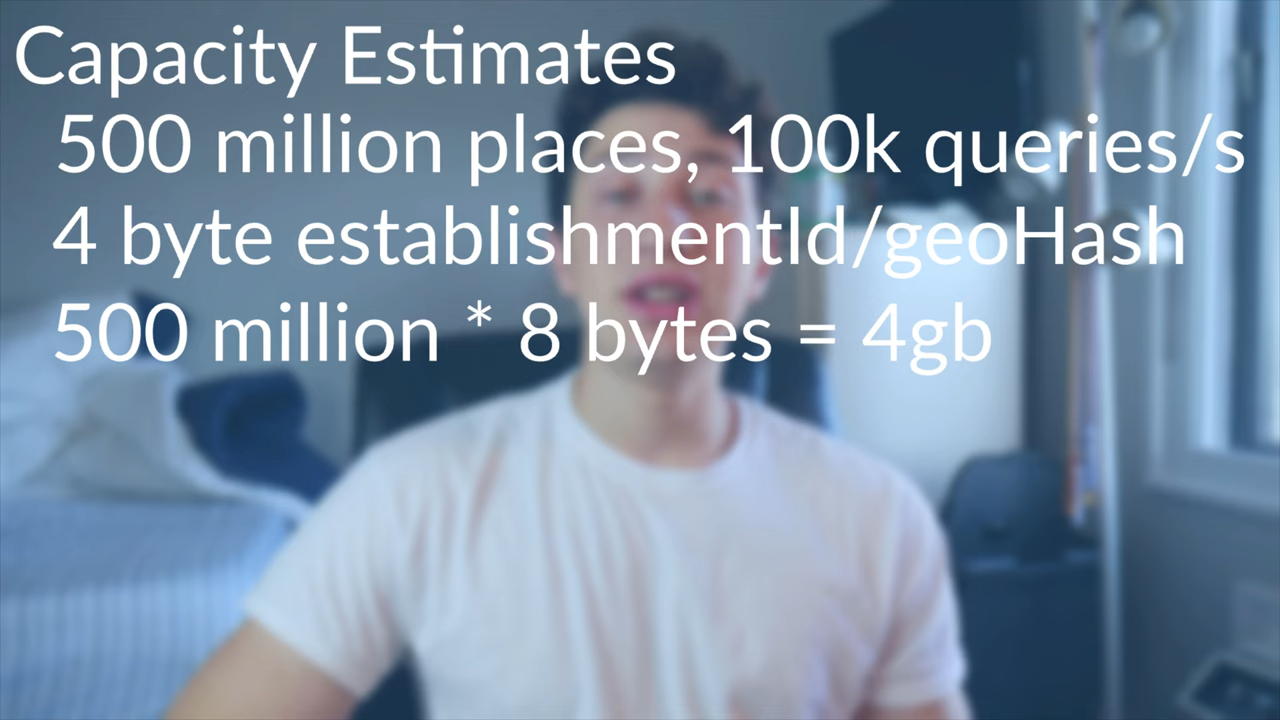 Capacity Estimates
500 million places, 100k queries/s
4 byte establishmentId/geoHash
500 million * 8 bytes = 4gb